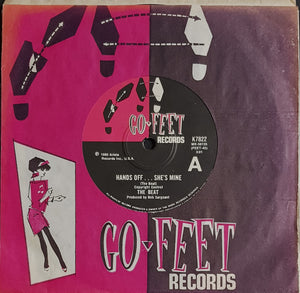 GO-FEET
RECORDS
K7822
℗ 1980 Arista
Records Inc., U.S.A.
A
HANDS OFF . . . SHE'S MINE
(The Beat)
Copyright Control
THE BEAT
Produced by Bob Sargeant
GO-FEET
RECORDS